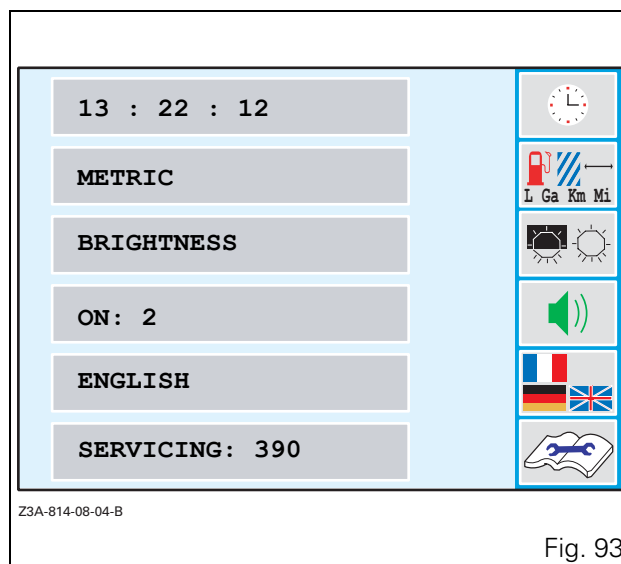 13 : 22 : 12
METRIC
L Ga Km Mi
BRIGHTNESS
ON: 2
ENGLISH
SERVICING: 390
Z3A-814-08-04-B
Fig. 93